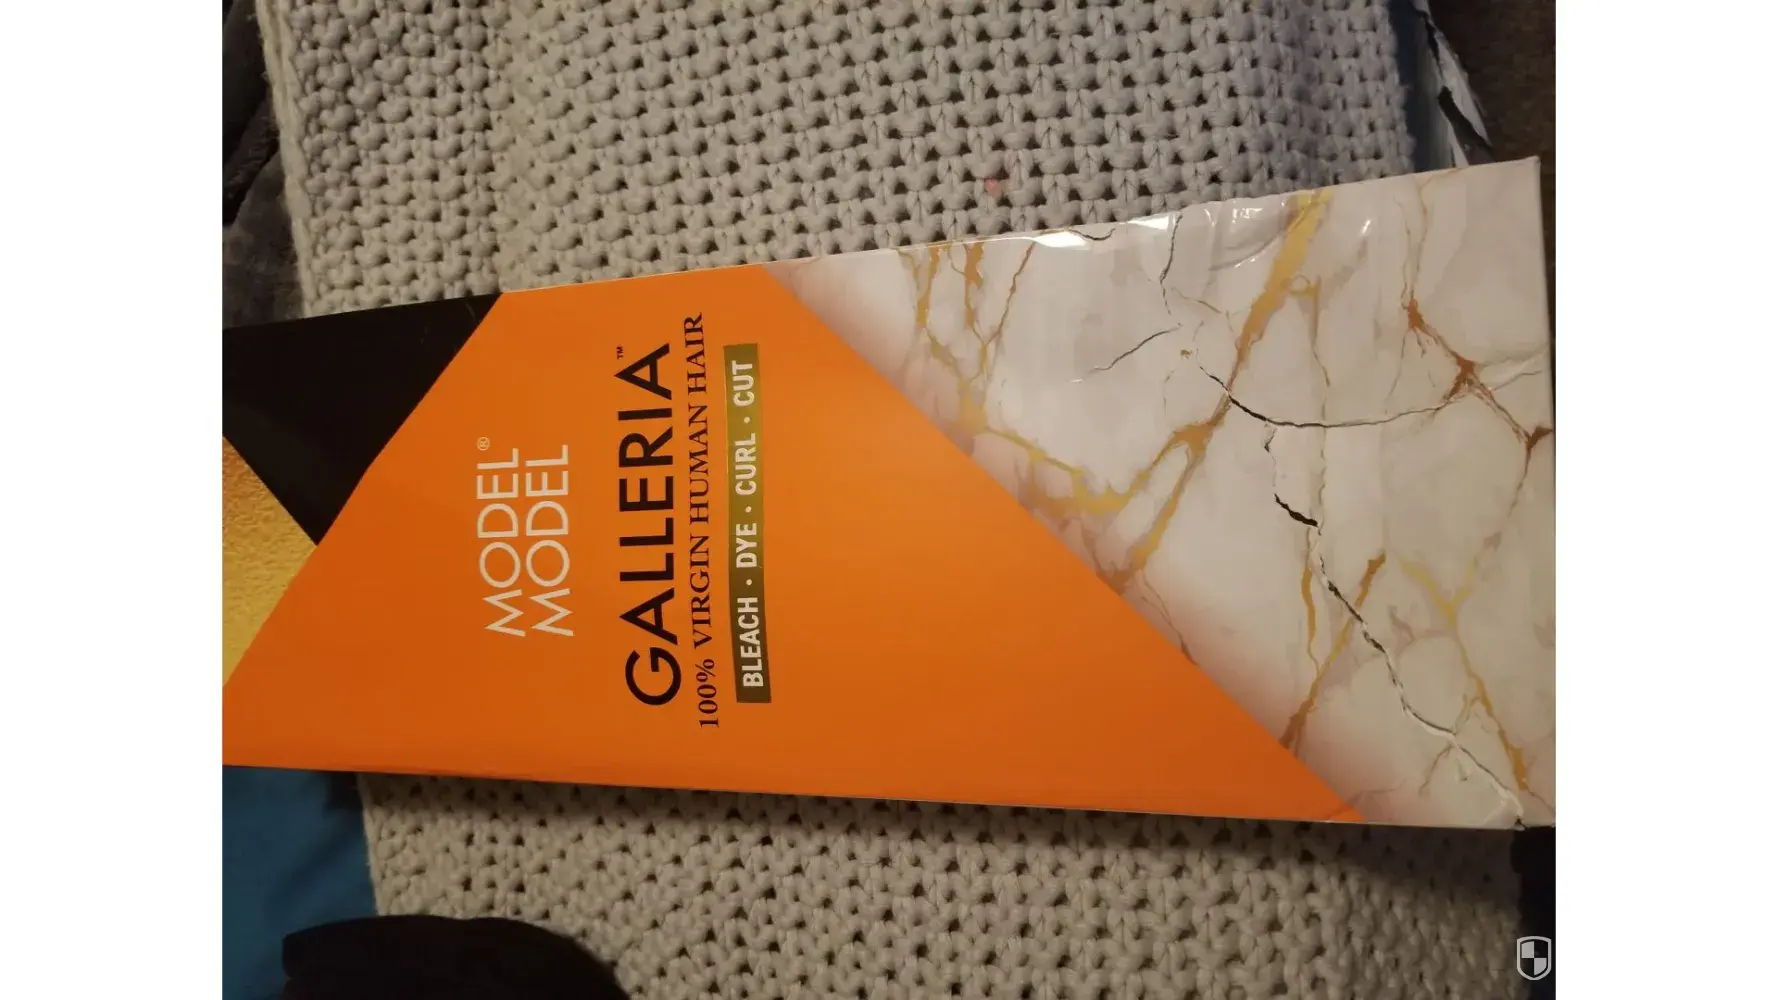 MODEL®
MODEL
GALLERIA™
100% VIRGIN HUMAN HAIR
BLEACH · DYE · CURL · CUT